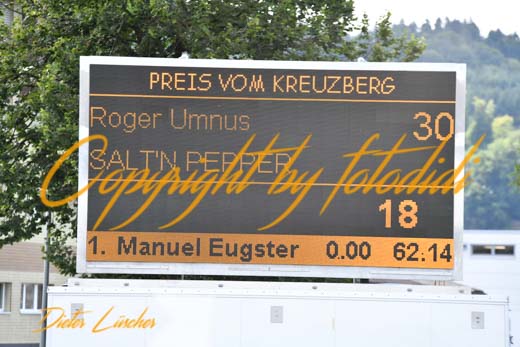 PREIS VOM KREUZBERG
Roger Umnus 30
SALT'N PEPPER
Copyright by fotodidi
18
1. Manuel Eugster 0.00 62:14
Dieter Lüscher